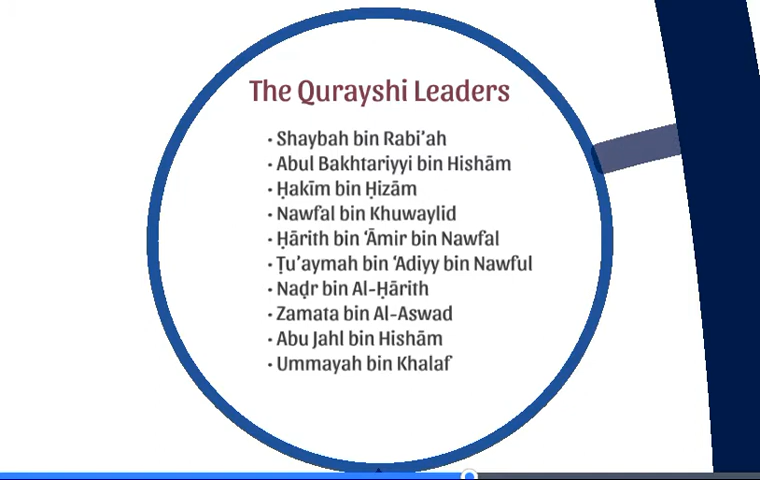 The Qurayshi Leaders
• Shaybah bin Rabi’ah
• Abul Bakhtariyyi bin Hishām
• Ḥakīm bin Ḥizām
• Nawfal bin Khuwaylid
• Ḥārith bin ‘Āmir bin Nawfal
• Ṭu’aymah bin ‘Adiyy bin Nawful
• Naḍr bin Al-Ḥārith
• Zamata bin Al-Aswad
• Abu Jahl bin Hishām
• Ummayah bin Khalaf